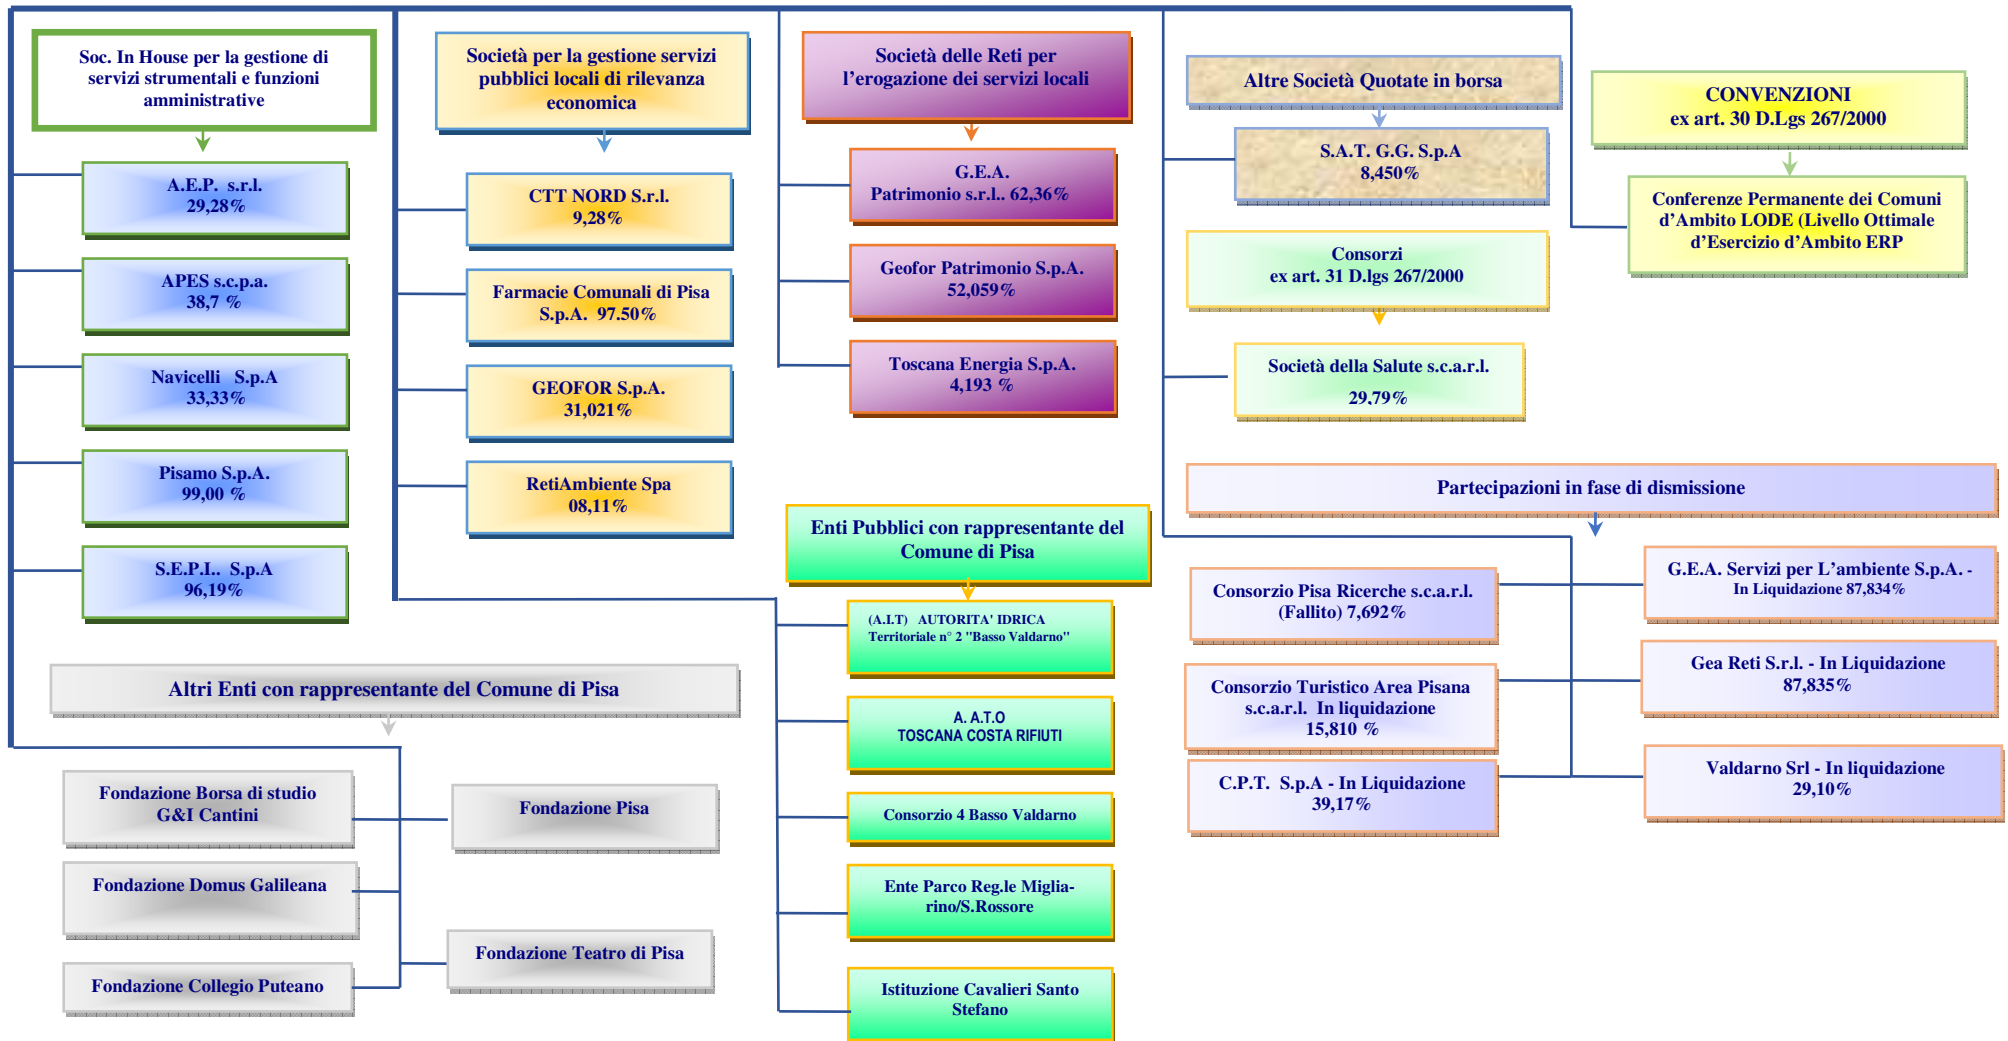 Soc. In House per la gestione di
servizi strumentali e funzioni
amministrative
A.E.P. s.r.l.
29,28%
APES s.c.p.a.
38,7 %
Navicelli S.p.A
33,33%
Pisamo S.p.A.
99,00 %
S.E.P.I.. S.p.A
96,19%
Società per la gestione servizi
pubblici locali di rilevanza
economica
CTT NORD S.r.l.
9,28%
Farmacie Comunali di Pisa
S.p.A. 97.50%
GEOFOR S.p.A.
31,021%
RetiAmbiente Spa
08,11%
Società delle Reti per
l'erogazione dei servizi locali
G.E.A.
Patrimonio s.r.l.. 62,36%
Geofor Patrimonio S.p.A.
52,059%
Toscana Energia S.p.A.
4,193 %
Altre Società Quotate in borsa
S.A.T. G.G. S.p.A
8,450%
Consorzi
ex art. 31 D.lgs 267/2000
Società della Salute s.c.a.r.l.
29,79%
CONVENZIONI
ex art. 30 D.Lgs 267/2000
Conferenze Permanente dei Comuni
d'Ambito LODE (Livello Ottimale
d'Esercizio d'Ambito ERP
Partecipazioni in fase di dismissione
Consorzio Pisa Ricerche s.c.a.r.l.
(Fallito) 7,692%
G.E.A. Servizi per L'ambiente S.p.A. -
In Liquidazione 87,834%
Consorzio Turistico Area Pisana
s.c.a.r.l. In liquidazione
15,810 %
Gea Reti S.r.l. - In Liquidazione
87,835%
C.P.T. S.p.A - In Liquidazione
39,17%
Valdarno Srl - In liquidazione
29,10%
Enti Pubblici con rappresentante del
Comune di Pisa
(A.I.T) AUTORITA' IDRICA
Territoriale n° 2 "Basso Valdarno"
A. A.T.O
TOSCANA COSTA RIFIUTI
Consorzio 4 Basso Valdarno
Ente Parco Reg.le Miglia-
rino/S.Rossore
Istituzione Cavalieri Santo
Stefano
Altri Enti con rappresentante del Comune di Pisa
Fondazione Borsa di studio
G&I Cantini
Fondazione Pisa
Fondazione Domus Galileana
Fondazione Teatro di Pisa
Fondazione Collegio Puteano